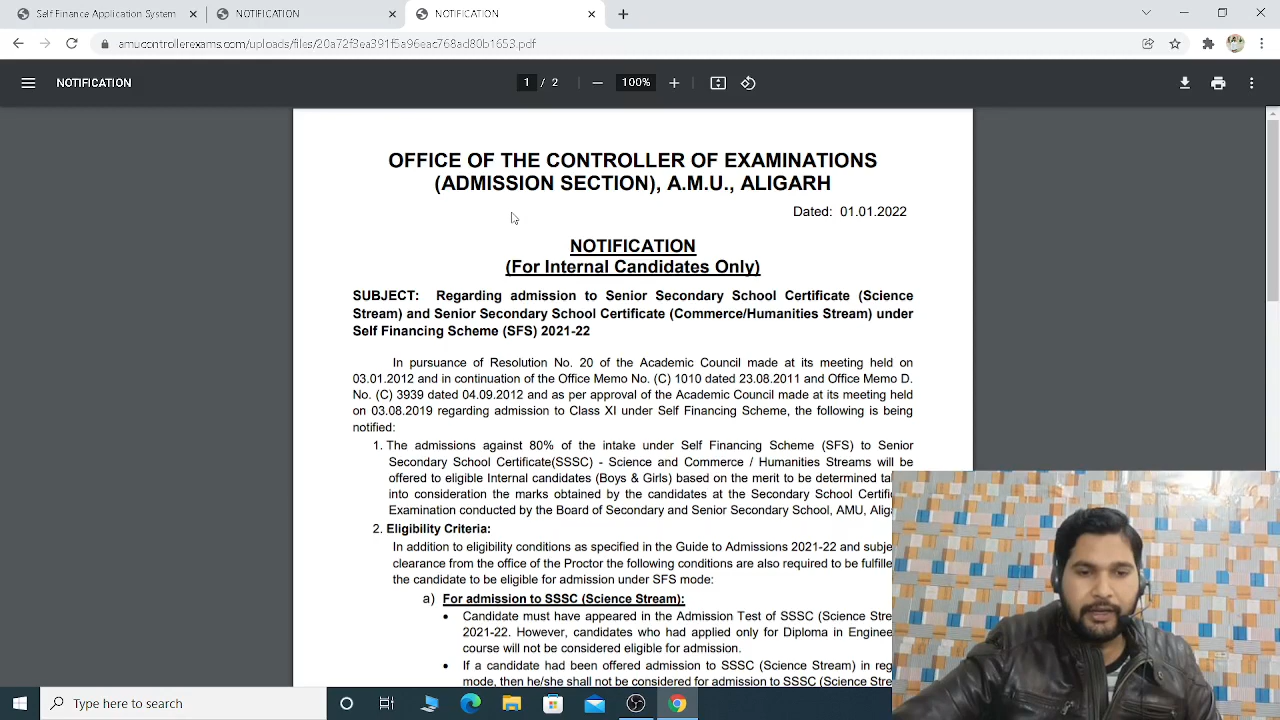 Self Finance Application System
NOTIFICATION
NOTIFICATION
NOTIFICATION
1 / 2
100%
OFFICE OF THE CONTROLLER OF EXAMINATIONS
(ADMISSION SECTION), A.M.U., ALIGARH
Dated: 01.01.2022
NOTIFICATION
(For Internal Candidates Only)
SUBJECT: Regarding admission to Senior Secondary School Certificate (Science
Stream) and Senior Secondary School Certificate (Commerce/Humanities Stream) under
Self Financing Scheme (SFS) 2021-22
In pursuance of Resolution No. 20 of the Academic Council made at its meeting held on
03.01.2012 and in continuation of the Office Memo No. (C) 1010 dated 23.08.2011 and Office Memo D.
No. (C) 3939 dated 04.09.2012 and as per approval of the Academic Council made at its meeting held
on 03.08.2019 regarding admission to Class XI under Self Financing Scheme, the following is being
notified:
1. The admissions against 80% of the intake under Self Financing Scheme (SFS) to Senior
Secondary School Certificate(SSSC) - Science and Commerce / Humanities Streams will be
offered to eligible Internal candidates (Boys & Girls) based on the merit to be determined
into consideration the marks obtained by the candidates at the Secondary School
Examination conducted by the Board of Secondary and Senior Secondary School, AMU,
2. Eligibility Criteria:
In addition to eligibility conditions as specified in the Guide to Admissions 2021-22 and
clearance from the office of the Proctor the following conditions are also required to be
the candidate to be eligible for admission under SFS mode:
a) For admission to SSSC (Science Stream):
• Candidate must have appeared in the Admission Test of SSSC (Science
2021-22. However, candidates who had applied only for Diploma in
course will not be considered eligible for admission.
• If a candidate had been offered admission to SSSC (Science Stream) in
mode, then he/she shall not be considered for admission to SSSC (Science
Type here to search